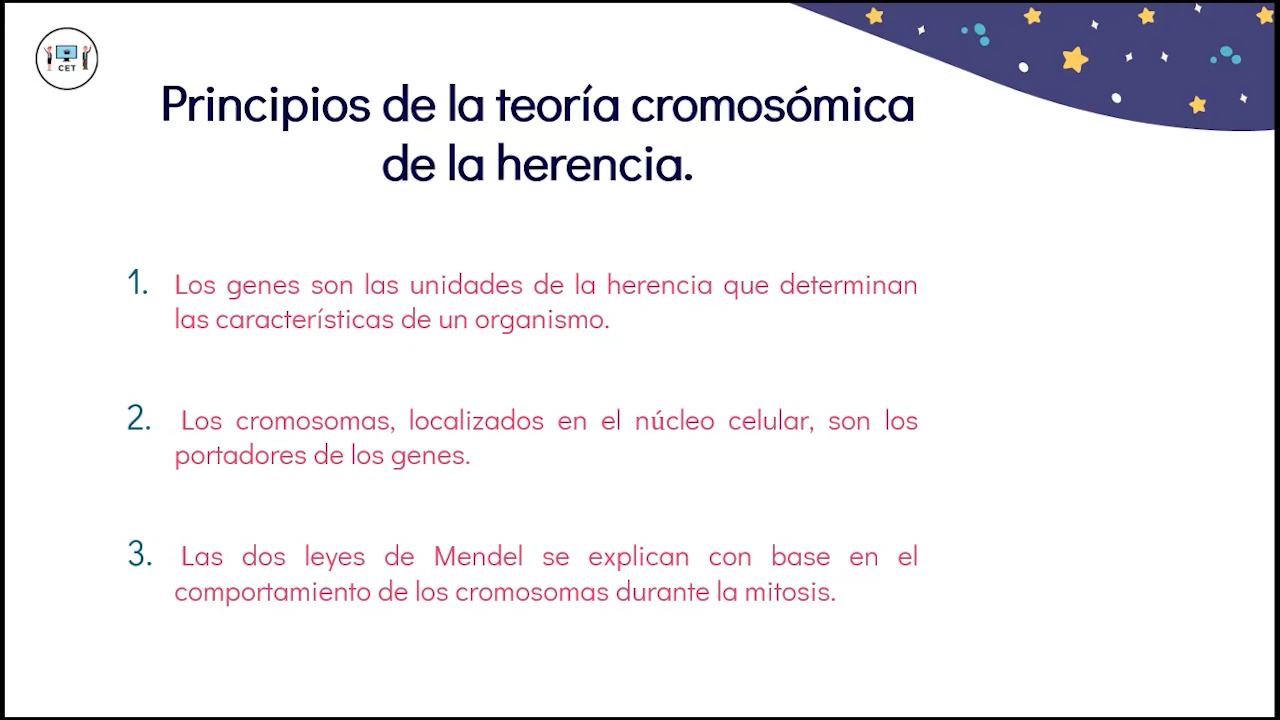 CET
Principios de la teoría cromosómica
de la herencia.
1. Los genes son las unidades de la herencia que determinan
las características de un organismo.
2. Los cromosomas, localizados en el núcleo celular, son los
portadores de los genes.
3. Las dos leyes de Mendel se explican con base en el
comportamiento de los cromosomas durante la mitosis.